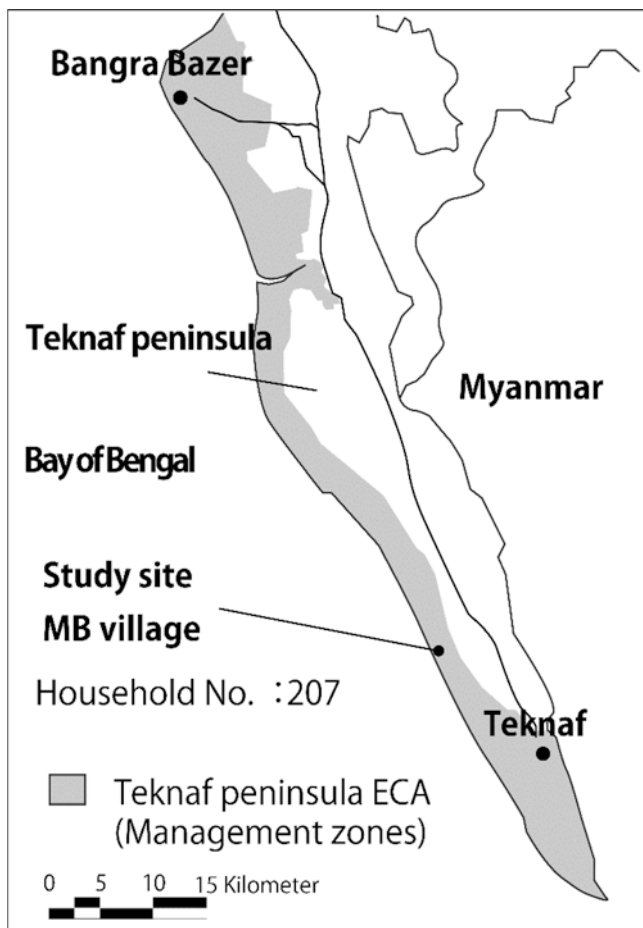 Bangra Bazer
Teknaf peninsula
Myanmar
Bay of Bengal
Study site
MB village
Household No. :207
Teknaf
Teknaf peninsula ECA
(Management zones)
0 5 10 15 Kilometer